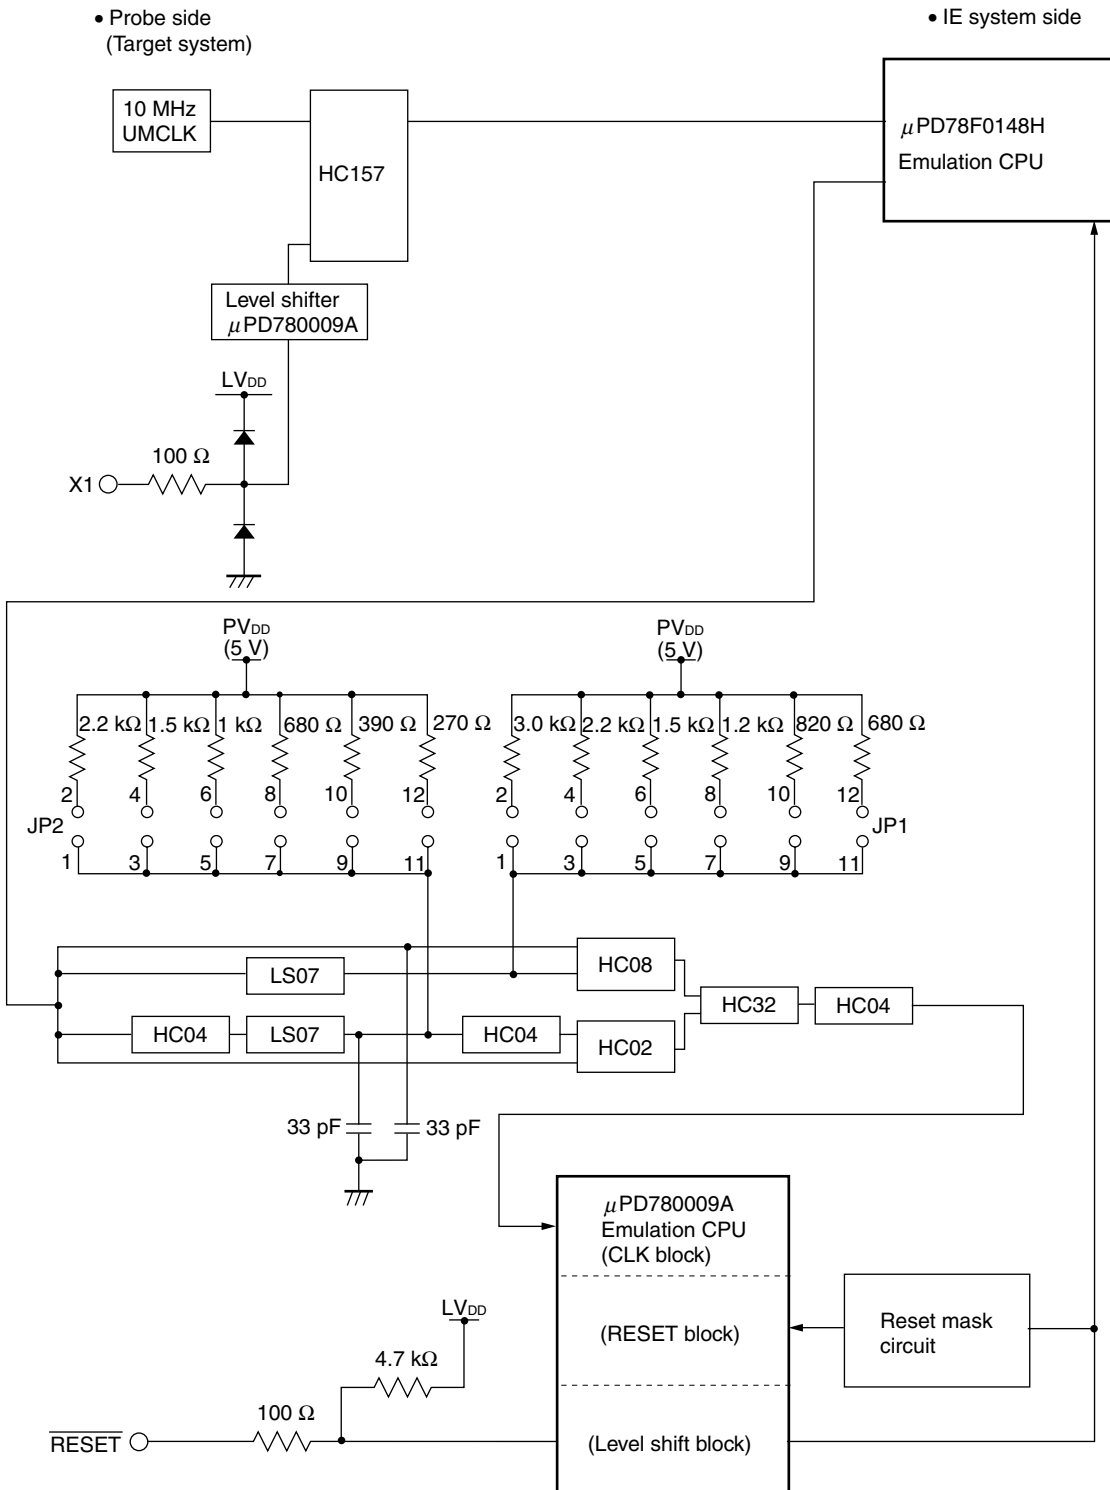 • Probe side
(Target system)
• IE system side
10 MHz
UMCLK
HC157
μPD78F0148H
Emulation CPU
Level shifter
μPD780009A
LVDD
100 Ω
X1
PVDD
(5 V)
PVDD
(5 V)
2.2 kΩ 1.5 kΩ 1 kΩ 680 Ω 390 Ω 270 Ω 3.0 kΩ 2.2 kΩ 1.5 kΩ 1.2 kΩ 820 Ω 680 Ω
2 4 6 8 10 12 2 4 6 8 10 12
JP2 JP1
1 3 5 7 9 11 1 3 5 7 9 11
HC08
LS07
HC32
HC04
HC04
LS07
HC04
HC02
33 pF
33 pF
μPD780009A
Emulation CPU
(CLK block)
LVDD
(RESET block)
Reset mask
circuit
4.7 kΩ
100 Ω
RESET
(Level shift block)